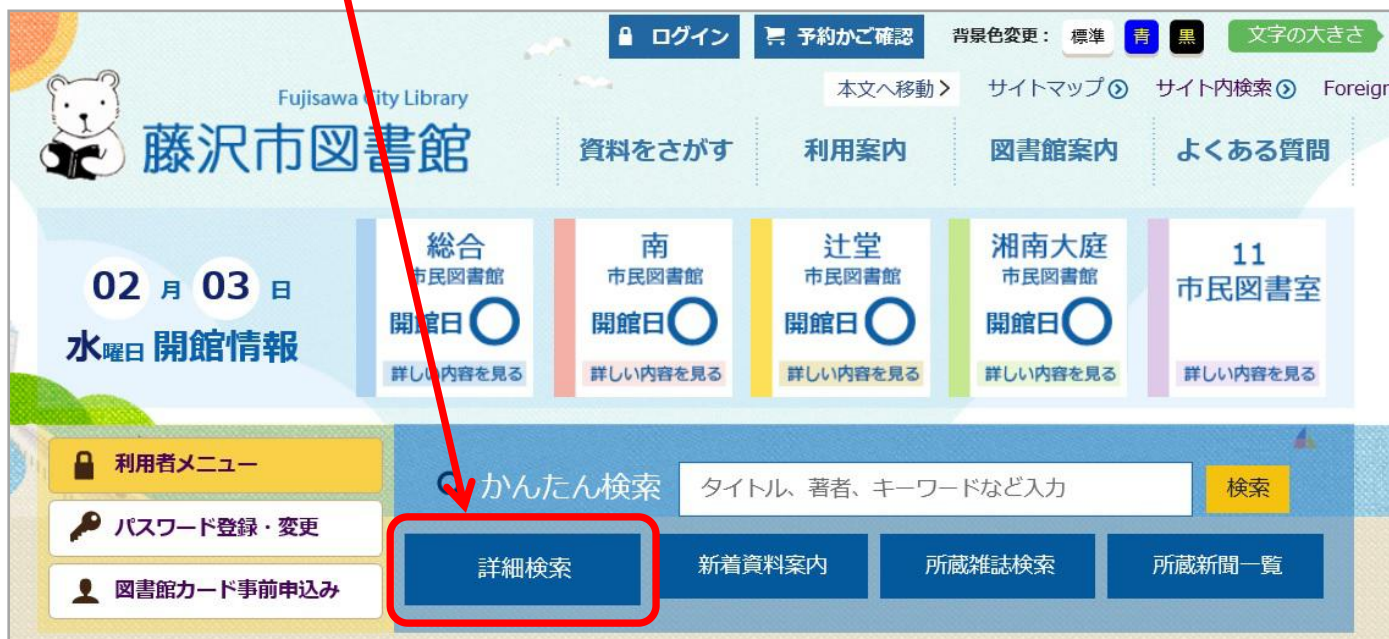 ログイン
予約かご確認
背景色変更： 標準 青 黒
文字の大きさ
本文へ移動
サイトマップ
サイト内検索
Foreign
Fujisawa City Library
藤沢市図書館
資料をさがす
利用案内
図書館案内
よくある質問
02 月 03 日
水曜日 開館情報
総合
市民図書館
開館日
詳しい内容を見る
南
市民図書館
開館日
詳しい内容を見る
辻堂
市民図書館
開館日
詳しい内容を見る
湘南大庭
市民図書館
開館日
詳しい内容を見る
11
市民図書室
詳しい内容を見る
利用者メニュー
パスワード登録・変更
図書館カード事前申込み
かんたん検索
タイトル、著者、キーワードなど入力
検索
詳細検索
新着資料案内
所蔵雑誌検索
所蔵新聞一覧